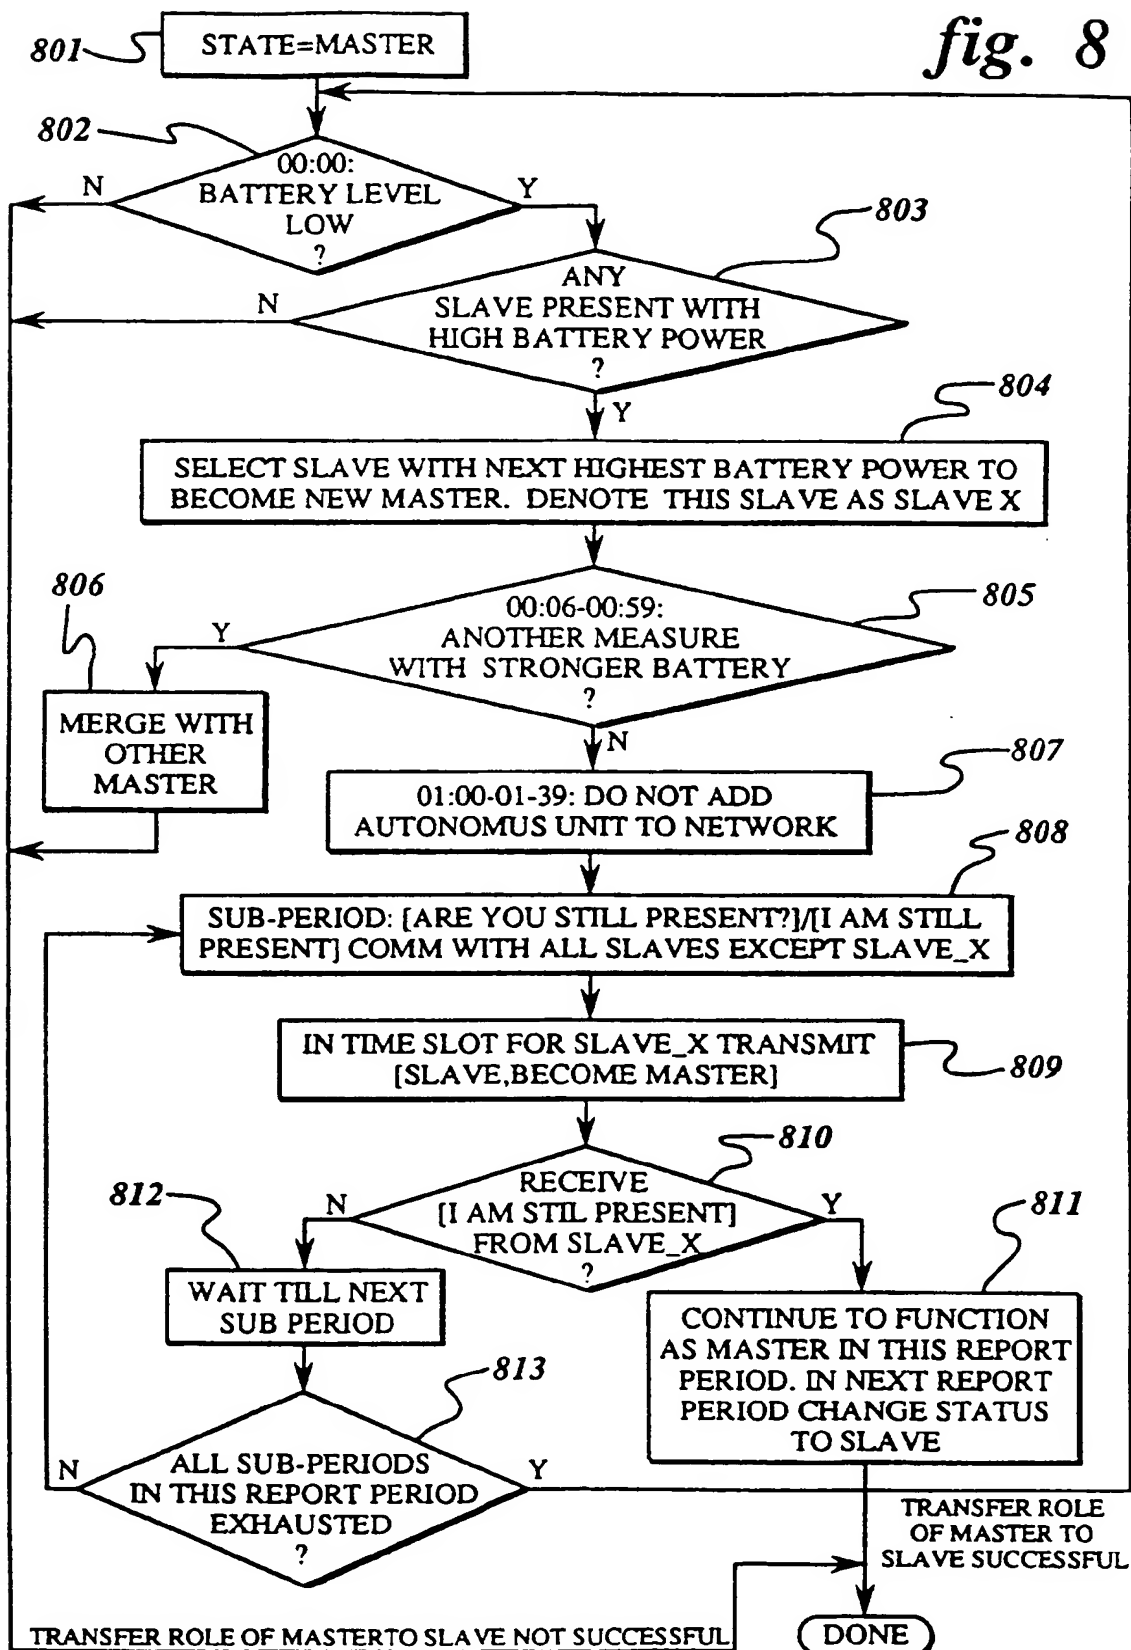 fig. 8
801
STATE=MASTER
802
00:00:
BATTERY LEVEL
LOW
?
N
Y
803
ANY
SLAVE PRESENT WITH
HIGH BATTERY POWER
?
N
Y
804
SELECT SLAVE WITH NEXT HIGHEST BATTERY POWER TO
BECOME NEW MASTER. DENOTE THIS SLAVE AS SLAVE X
805
00:06-00:59:
ANOTHER MEASURE
WITH STRONGER BATTERY
?
Y
N
806
MERGE WITH
OTHER
MASTER
807
01:00-01-39: DO NOT ADD
AUTONOMUS UNIT TO NETWORK
808
SUB-PERIOD: [ARE YOU STILL PRESENT?]/[I AM STILL
PRESENT] COMM WITH ALL SLAVES EXCEPT SLAVE_X
IN TIME SLOT FOR SLAVE_X TRANSMIT
[SLAVE,BECOME MASTER]
809
810
RECEIVE
[I AM STIL PRESENT]
FROM SLAVE_X
?
N
Y
812
WAIT TILL NEXT
SUB PERIOD
811
CONTINUE TO FUNCTION
AS MASTER IN THIS REPORT
PERIOD. IN NEXT REPORT
PERIOD CHANGE STATUS
TO SLAVE
813
ALL SUB-PERIODS
IN THIS REPORT PERIOD
EXHAUSTED
?
N
Y
TRANSFER ROLE
OF MASTER TO
SLAVE SUCCESSFUL
TRANSFER ROLE OF MASTERTO SLAVE NOT SUCCESSFUL
DONE